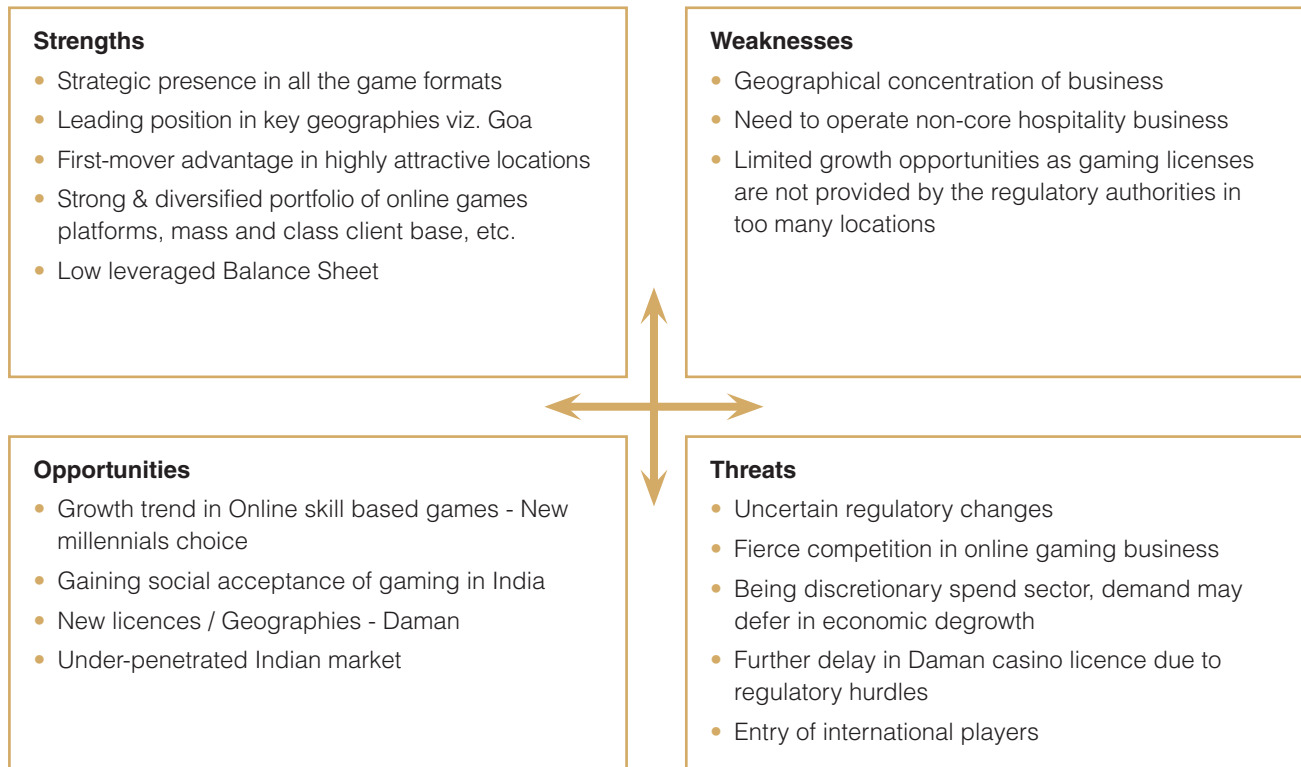 Strengths
• Strategic presence in all the game formats
• Leading position in key geographies viz. Goa
• First-mover advantage in highly attractive locations
• Strong & diversified portfolio of online games
platforms, mass and class client base, etc.
• Low leveraged Balance Sheet
Weaknesses
• Geographical concentration of business
• Need to operate non-core hospitality business
• Limited growth opportunities as gaming licenses
are not provided by the regulatory authorities in
too many locations
Opportunities
• Growth trend in Online skill based games - New
millennials choice
• Gaining social acceptance of gaming in India
• New licences / Geographies - Daman
• Under-penetrated Indian market
Threats
• Uncertain regulatory changes
• Fierce competition in online gaming business
• Being discretionary spend sector, demand may
defer in economic degrowth
• Further delay in Daman casino licence due to
regulatory hurdles
• Entry of international players